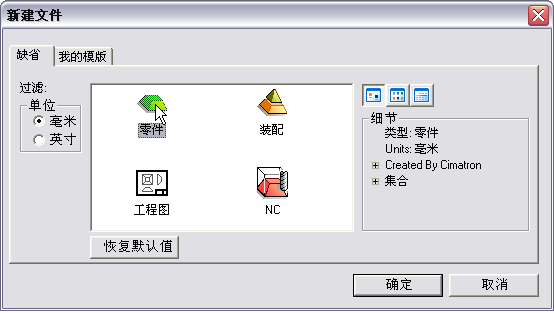 新建文件
缺省
我的模版
过滤:
单位
毫米
英寸
零件
装配
工程图
NC
恢复默认值
细节
类型: 零件
Units: 毫米
Created By Cimatron
集合
确定
取消